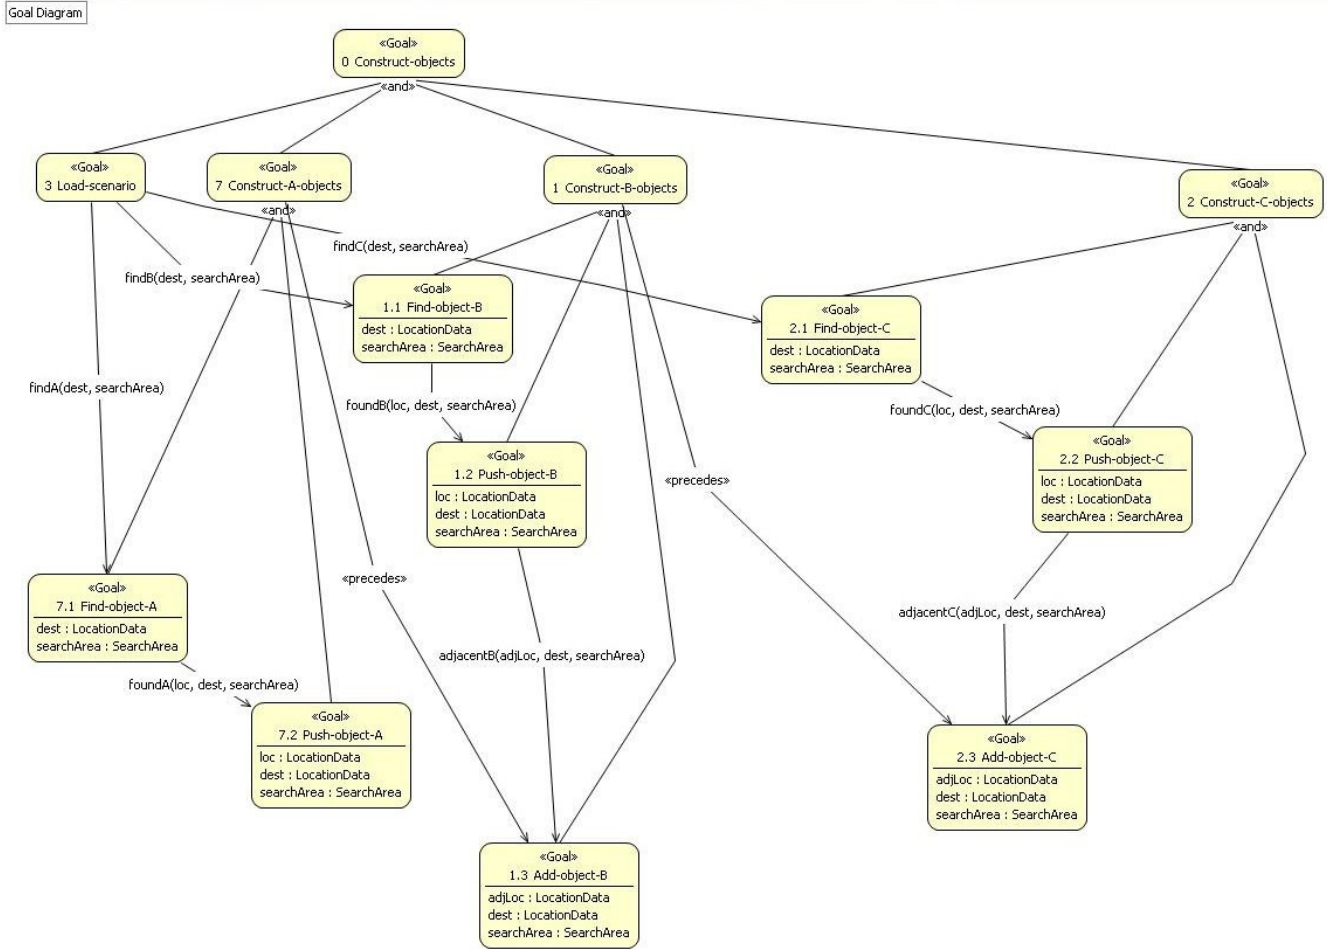 Goal Diagram
«Goal»
0 Construct-objects
«and»
«Goal»
3 Load-scenario
«Goal»
7 Construct-A-objects
«and»
«Goal»
1 Construct-B-objects
«and»
«Goal»
2 Construct-C-objects
«and»
findC(dest, searchArea)
findB(dest, searchArea)
«Goal»
1.1 Find-object-B
dest : LocationData
searchArea : SearchArea
«Goal»
2.1 Find-object-C
dest : LocationData
searchArea : SearchArea
findA(dest, searchArea)
foundB(loc, dest, searchArea)
foundC(loc, dest, searchArea)
«Goal»
1.2 Push-object-B
loc : LocationData
dest : LocationData
searchArea : SearchArea
«precedes»
«Goal»
2.2 Push-object-C
loc : LocationData
dest : LocationData
searchArea : SearchArea
«precedes»
«Goal»
7.1 Find-object-A
dest : LocationData
searchArea : SearchArea
adjacentC(adjLoc, dest, searchArea)
adjacentB(adjLoc, dest, searchArea)
foundA(loc, dest, searchArea)
«Goal»
7.2 Push-object-A
loc : LocationData
dest : LocationData
searchArea : SearchArea
«Goal»
2.3 Add-object-C
adjLoc : LocationData
dest : LocationData
searchArea : SearchArea
«Goal»
1.3 Add-object-B
adjLoc : LocationData
dest : LocationData
searchArea : SearchArea